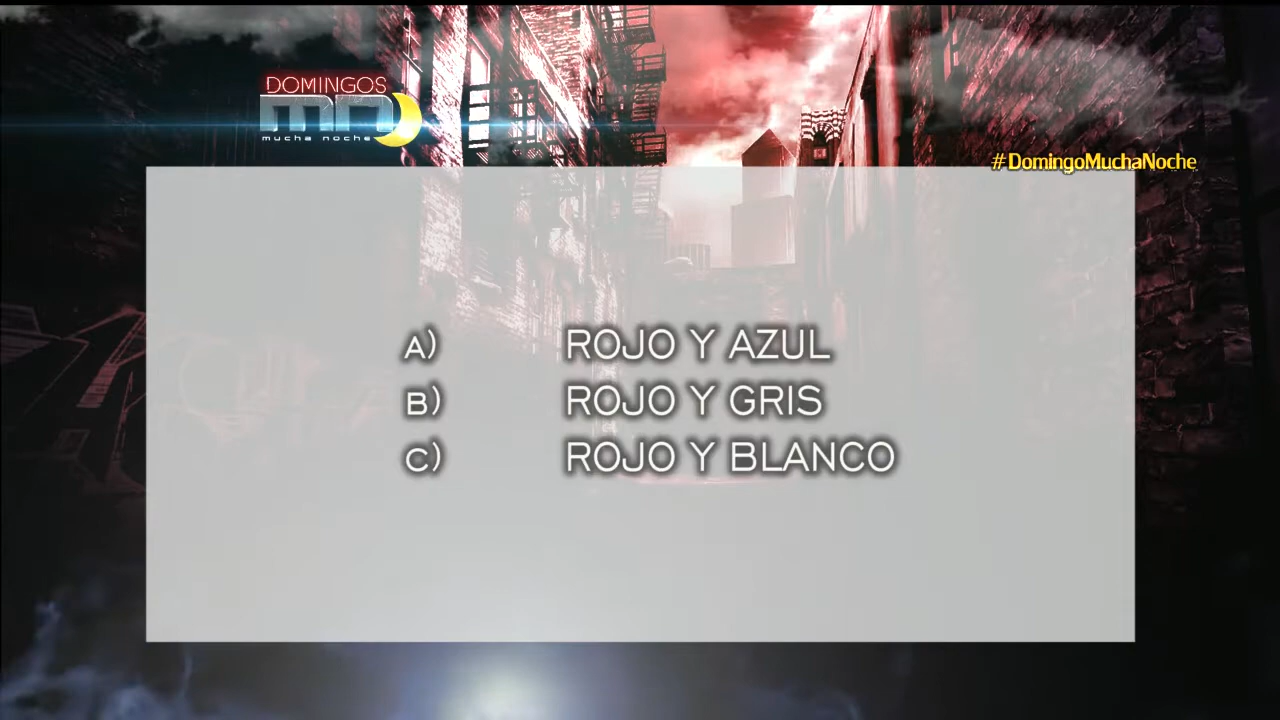 DOMINGOS
mn
mucha noche
#DomingoMuchaNoche
A) ROJO Y AZUL
B) ROJO Y GRIS
C) ROJO Y BLANCO